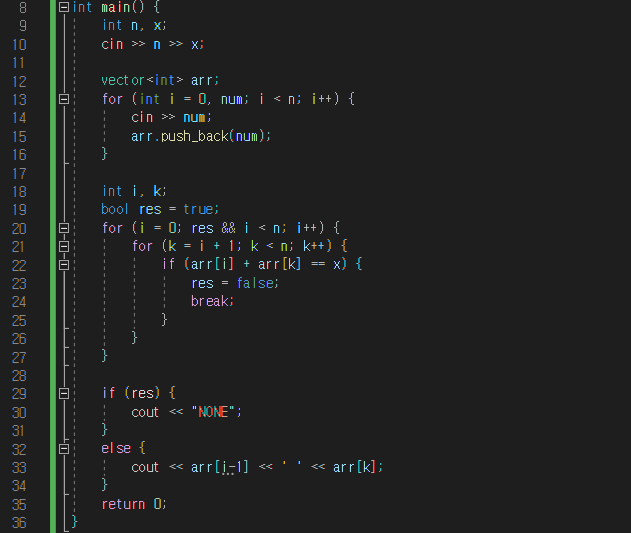 8 int main() {
9 int n, x;
10 cin >> n >> x;
11
12 vector<int> arr;
13 for (int i = 0, num; i < n; i++) {
14 cin >> num;
15 arr.push_back(num);
16 }
17
18 int i, k;
19 bool res = true;
20 for (i = 0; res && i < n; i++) {
21 for (k = i + 1; k < n; k++) {
22 if (arr[i] + arr[k] == x) {
23 res = false;
24 break;
25 }
26 }
27 }
28
29 if (res) {
30 cout << "NONE";
31 }
32 else {
33 cout << arr[i-1] << ' ' << arr[k];
34 }
35 return 0;
36 }